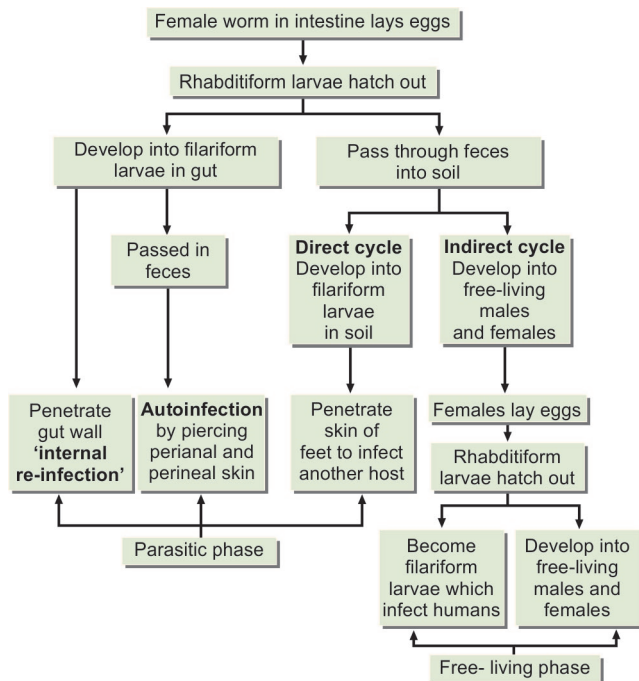 Female worm in intestine lays eggs
Rhabditiform larvae hatch out
Develop into filariform
larvae in gut
Pass through feces
into soil
Passed in
feces
Direct cycle
Develop into
filariform
larvae
in soil
Indirect cycle
Develop into
free-living
males
and females
Penetrate
gut wall
‘internal
re-infection’
Autoinfection
by piercing
perianal and
perineal skin
Penetrate
skin of
feet to infect
another host
Females lay eggs
Rhabditiform
larvae hatch out
Parasitic phase
Become
filariform
larvae which
infect humans
Develop into
free-living
males and
females
Free- living phase